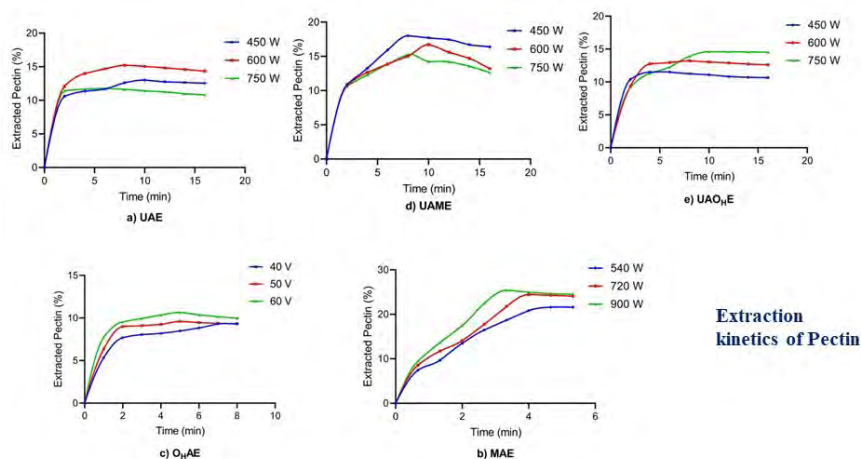 Extracted Pectin (%)
20
15
10
5
0
0
5
10
15
20
Time (min)
450 W
600 W
750 W
a) UAE
Extracted Pectin (%)
20
15
10
5
0
0
5
10
15
20
Time (min)
450 W
600 W
750 W
d) UAME
Extracted Pectin (%)
20
15
10
5
0
0
5
10
15
20
Time (min)
450 W
600 W
750 W
e) UAOHE
Extracted Pectin (%)
15
10
5
0
0
2
4
6
8
10
Time (min)
40 V
50 V
60 V
c) OHAE
Extracted Pectin (%)
30
20
10
0
0
2
4
6
Time (min)
540 W
720 W
900 W
b) MAE
Extraction
kinetics of Pectin